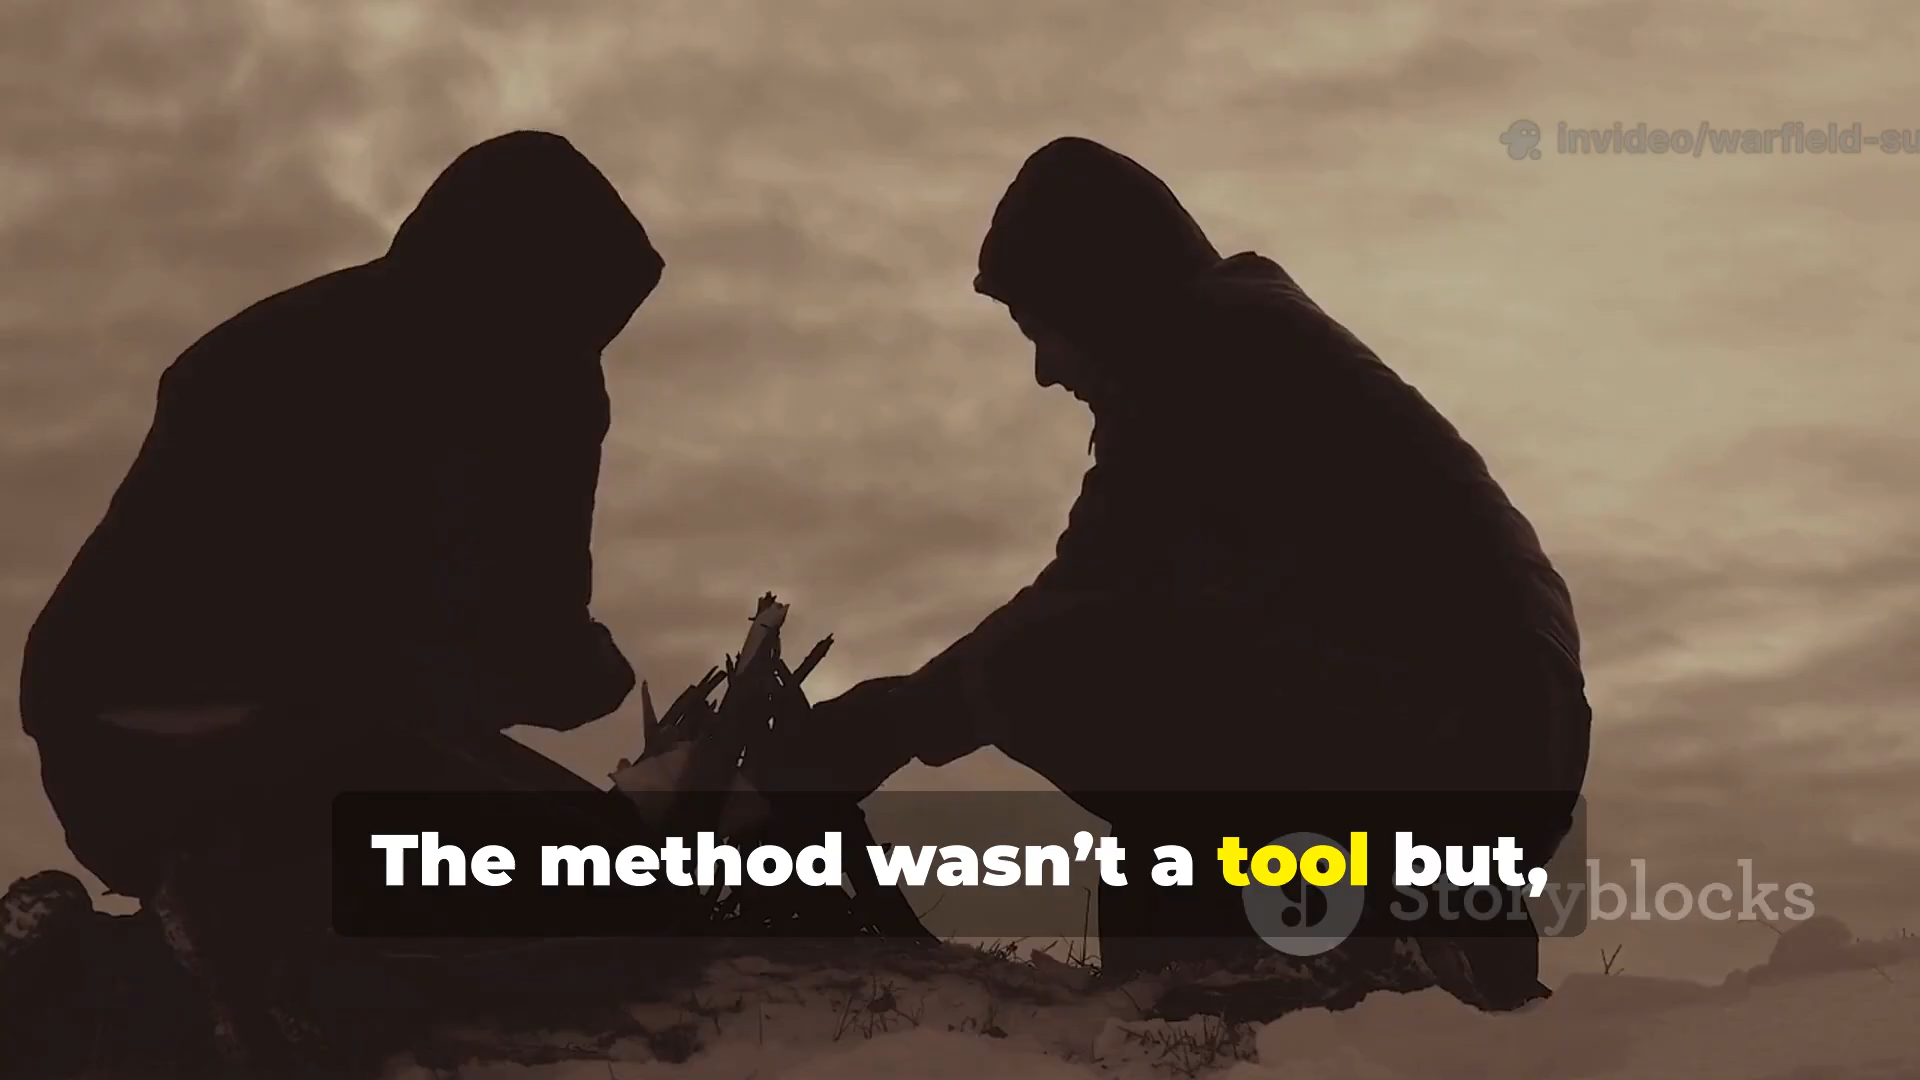 invideo/warfield-su
The method wasn’t a tool but,
Storyblocks